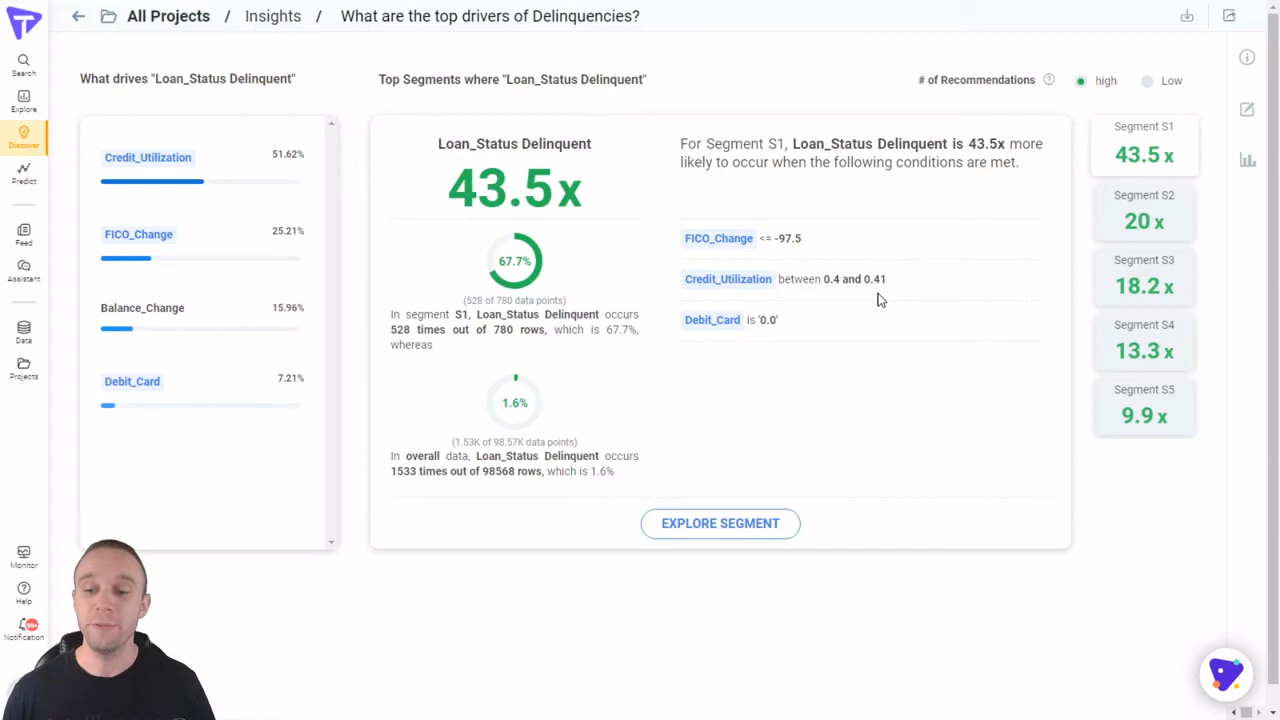 All Projects / Insights / What are the top drivers of Delinquencies?
Search
Explore
Discover
Predict
Feed
Assistant
Data
Projects
Monitor
Help
99+
Notification
What drives "Loan_Status Delinquent"
Credit_Utilization 51.62%
FICO_Change 25.21%
Balance_Change 15.96%
Debit_Card 7.21%
Top Segments where "Loan_Status Delinquent"
# of Recommendations ? high Low
Loan_Status Delinquent
43.5x
67.7%
(528 of 780 data points)
In segment S1, Loan_Status Delinquent occurs
528 times out of 780 rows, which is 67.7%,
whereas
1.6%
(1.53K of 98.57K data points)
In overall data, Loan_Status Delinquent occurs
1533 times out of 98568 rows, which is 1.6%
For Segment S1, Loan_Status Delinquent is 43.5x more
likely to occur when the following conditions are met.
FICO_Change <= -97.5
Credit_Utilization between 0.4 and 0.41
Debit_Card is '0.0'
EXPLORE SEGMENT
Segment S1
43.5 x
Segment S2
20 x
Segment S3
18.2 x
Segment S4
13.3 x
Segment S5
9.9 x